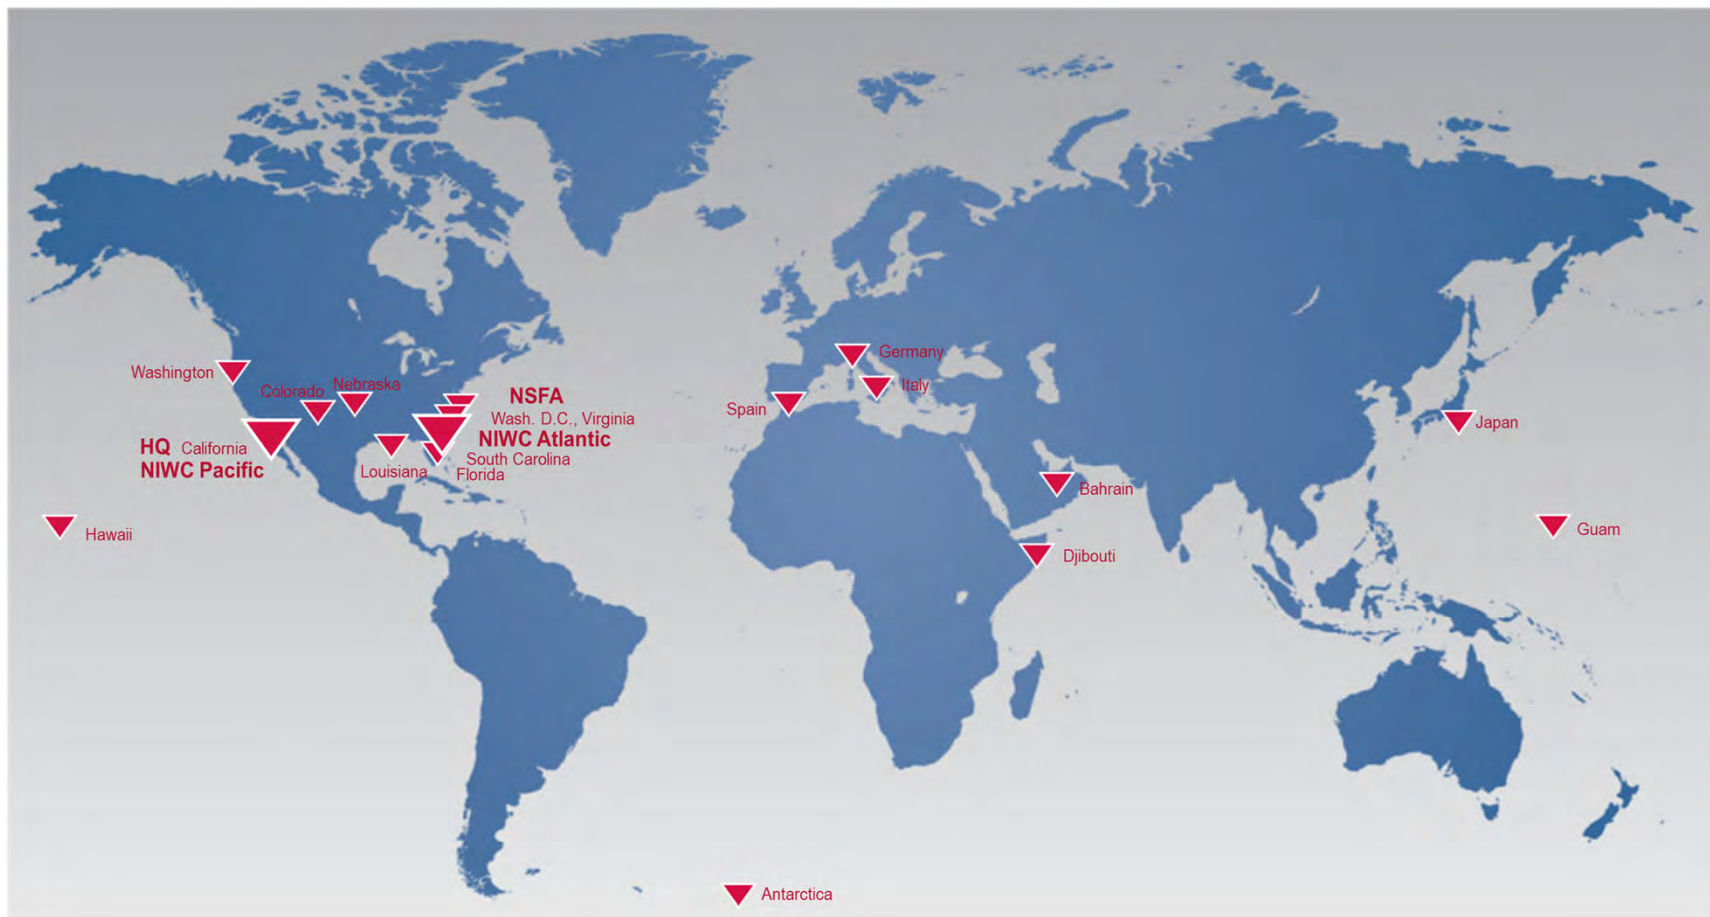 Washington
Colorado
Nebraska
NSFA
Wash. D.C., Virginia
NIWC Atlantic
South Carolina
Florida
Louisiana
HQ California
NIWC Pacific
Hawaii
Germany
Italy
Spain
Bahrain
Djibouti
Japan
Guam
Antarctica